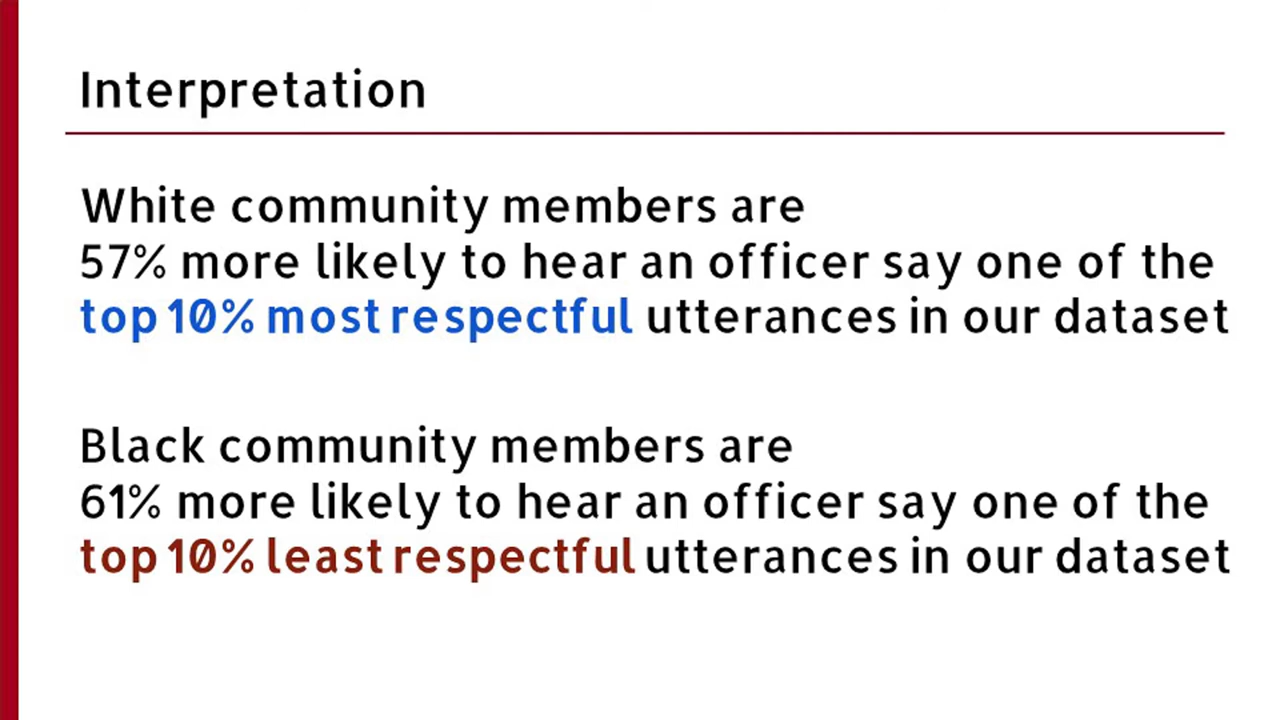 Interpretation
White community members are
57% more likely to hear an officer say one of the
top 10% most respectful utterances in our dataset
Black community members are
61% more likely to hear an officer say one of the
top 10% least respectful utterances in our dataset